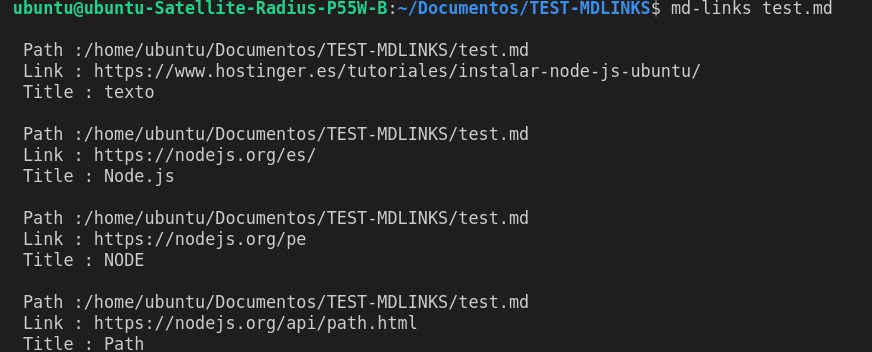 ubuntu@ubuntu-Satellite-Radius-P55W-B:~/Documentos/TEST-MDLINKS$ md-links test.md
Path :/home/ubuntu/Documentos/TEST-MDLINKS/test.md
Link : https://www.hostinger.es/tutoriales/instalar-node-js-ubuntu/
Title : texto
Path :/home/ubuntu/Documentos/TEST-MDLINKS/test.md
Link : https://nodejs.org/es/
Title : Node.js
Path :/home/ubuntu/Documentos/TEST-MDLINKS/test.md
Link : https://nodejs.org/pe
Title : NODE
Path :/home/ubuntu/Documentos/TEST-MDLINKS/test.md
Link : https://nodejs.org/api/path.html
Title : Path